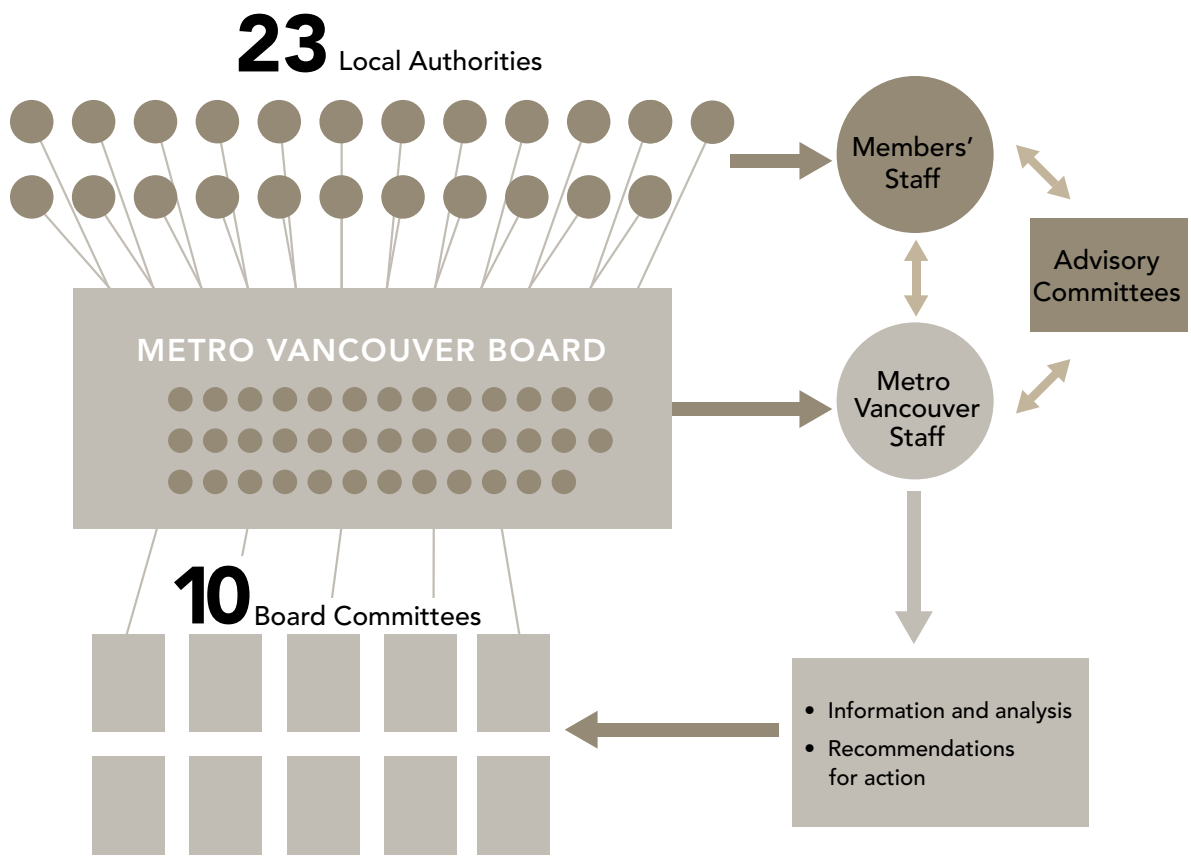 23 Local Authorities
Members'
Staff
Advisory
Committees
METRO VANCOUVER BOARD
Metro
Vancouver
Staff
10 Board Committees
• Information and analysis
• Recommendations
for action